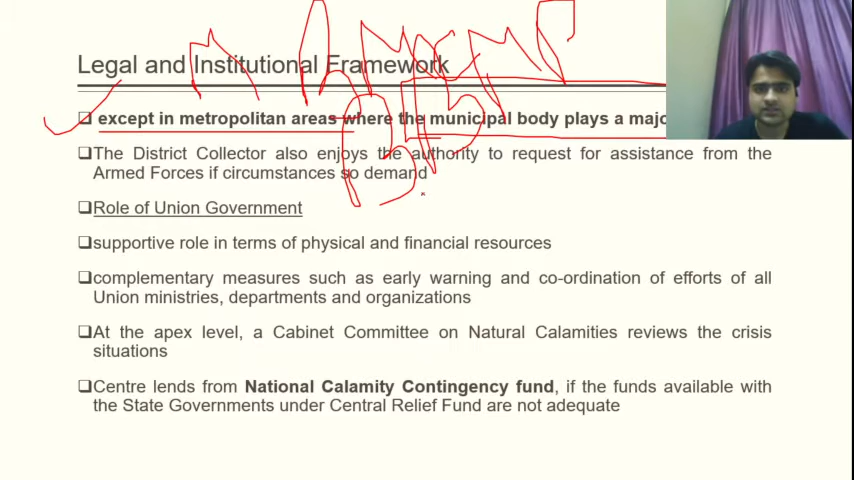 Legal and Institutional Framework
❑ except in metropolitan areas where the municipal body plays a majo
❑The District Collector also enjoys the authority to request for assistance from the
Armed Forces if circumstances so demand
❑Role of Union Government
❑supportive role in terms of physical and financial resources
❑complementary measures such as early warning and co-ordination of efforts of all
Union ministries, departments and organizations
❑At the apex level, a Cabinet Committee on Natural Calamities reviews the crisis
situations
❑Centre lends from National Calamity Contingency fund, if the funds available with
the State Governments under Central Relief Fund are not adequate